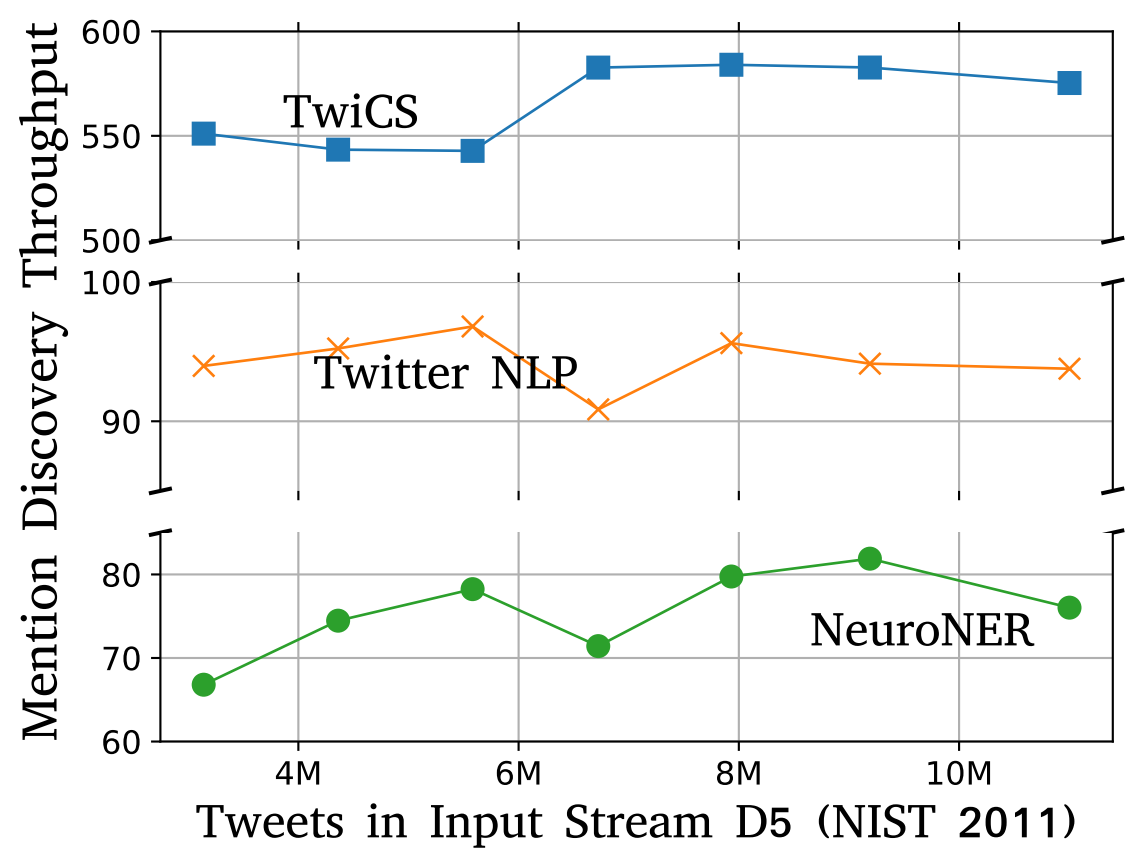 Mention Discovery Throughput
600
TwiCS
550
500
100
Twitter NLP
90
80
NeuroNER
70
60
4M 6M 8M 10M
Tweets in Input Stream D5 (NIST 2011)